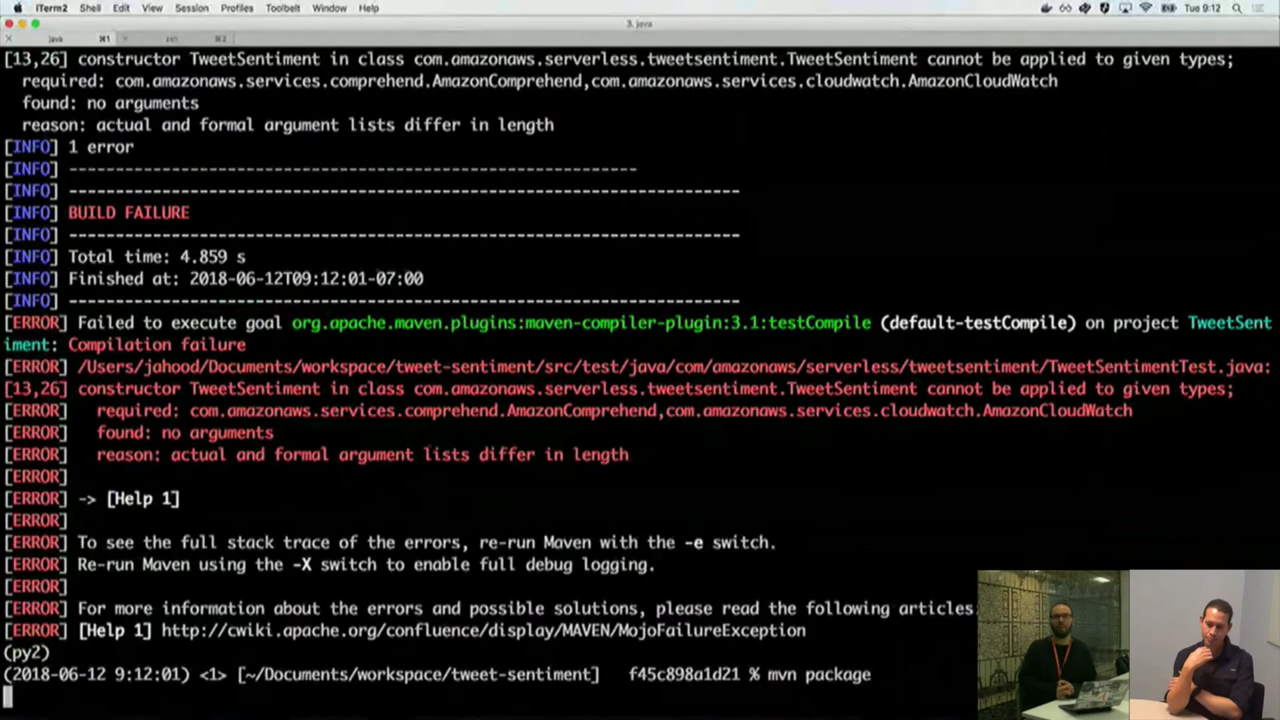 iTerm2 Shell Edit View Session Profiles Toolbelt Window Help Tue 9:12
3. java
java ⌘1 zsh ⌘2
[13,26] constructor TweetSentiment in class com.amazonaws.serverless.tweetsentiment.TweetSentiment cannot be applied to given types;
required: com.amazonaws.services.comprehend.AmazonComprehend,com.amazonaws.services.cloudwatch.AmazonCloudWatch
found: no arguments
reason: actual and formal argument lists differ in length
[INFO] 1 error
[INFO] -------------------------------------------------------------
[INFO] ------------------------------------------------------------------------
[INFO] BUILD FAILURE
[INFO] ------------------------------------------------------------------------
[INFO] Total time: 4.859 s
[INFO] Finished at: 2018-06-12T09:12:01-07:00
[INFO] ------------------------------------------------------------------------
[ERROR] Failed to execute goal org.apache.maven.plugins:maven-compiler-plugin:3.1:testCompile (default-testCompile) on project TweetSent
iment: Compilation failure
[ERROR] /Users/jahood/Documents/workspace/tweet-sentiment/src/test/java/com/amazonaws/serverless/tweetsentiment/TweetSentimentTest.java:
[13,26] constructor TweetSentiment in class com.amazonaws.serverless.tweetsentiment.TweetSentiment cannot be applied to given types;
[ERROR] required: com.amazonaws.services.comprehend.AmazonComprehend,com.amazonaws.services.cloudwatch.AmazonCloudWatch
[ERROR] found: no arguments
[ERROR] reason: actual and formal argument lists differ in length
[ERROR]
[ERROR] -> [Help 1]
[ERROR]
[ERROR] To see the full stack trace of the errors, re-run Maven with the -e switch.
[ERROR] Re-run Maven using the -X switch to enable full debug logging.
[ERROR]
[ERROR] For more information about the errors and possible solutions, please read the following articles:
[ERROR] [Help 1] http://cwiki.apache.org/confluence/display/MAVEN/MojoFailureException
(py2)
(2018-06-12 9:12:01) <1> [~/Documents/workspace/tweet-sentiment] f45c898a1d21 % mvn package